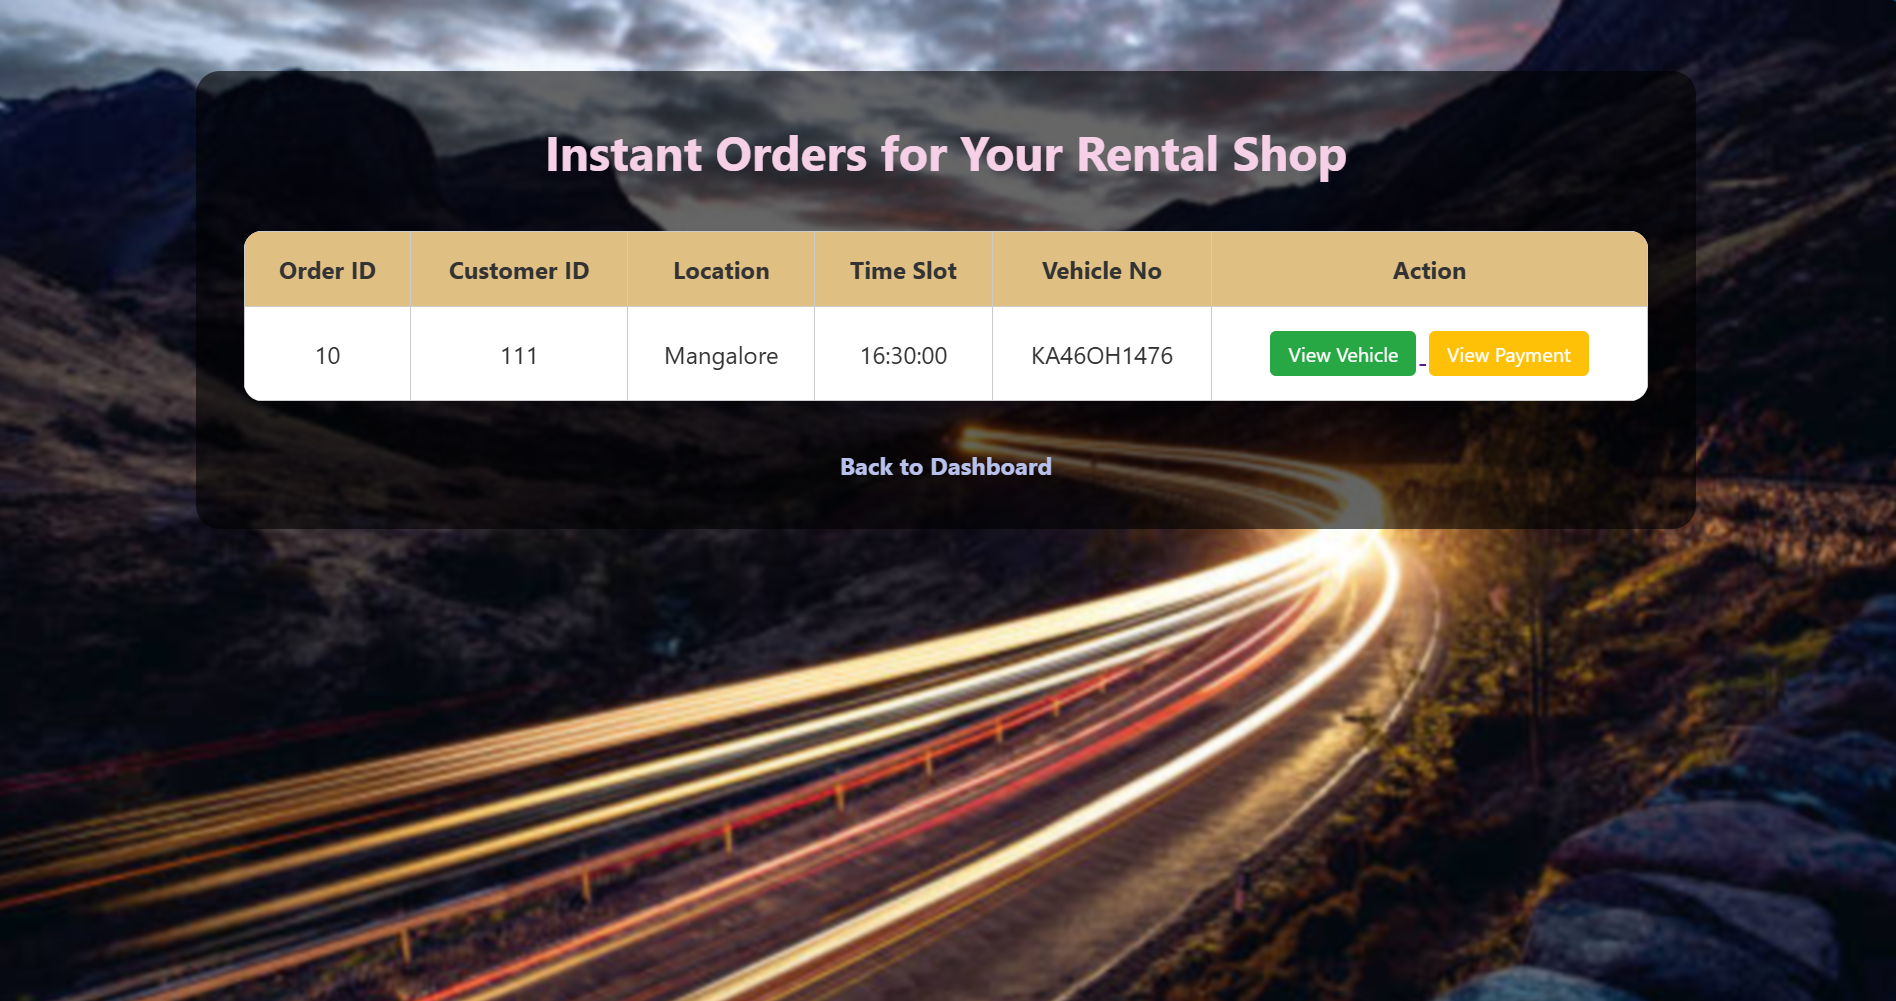 Instant Orders for Your Rental Shop
Order ID Customer ID Location Time Slot Vehicle No Action
10 111 Mangalore 16:30:00 KA46OH1476 View Vehicle View Payment
Back to Dashboard